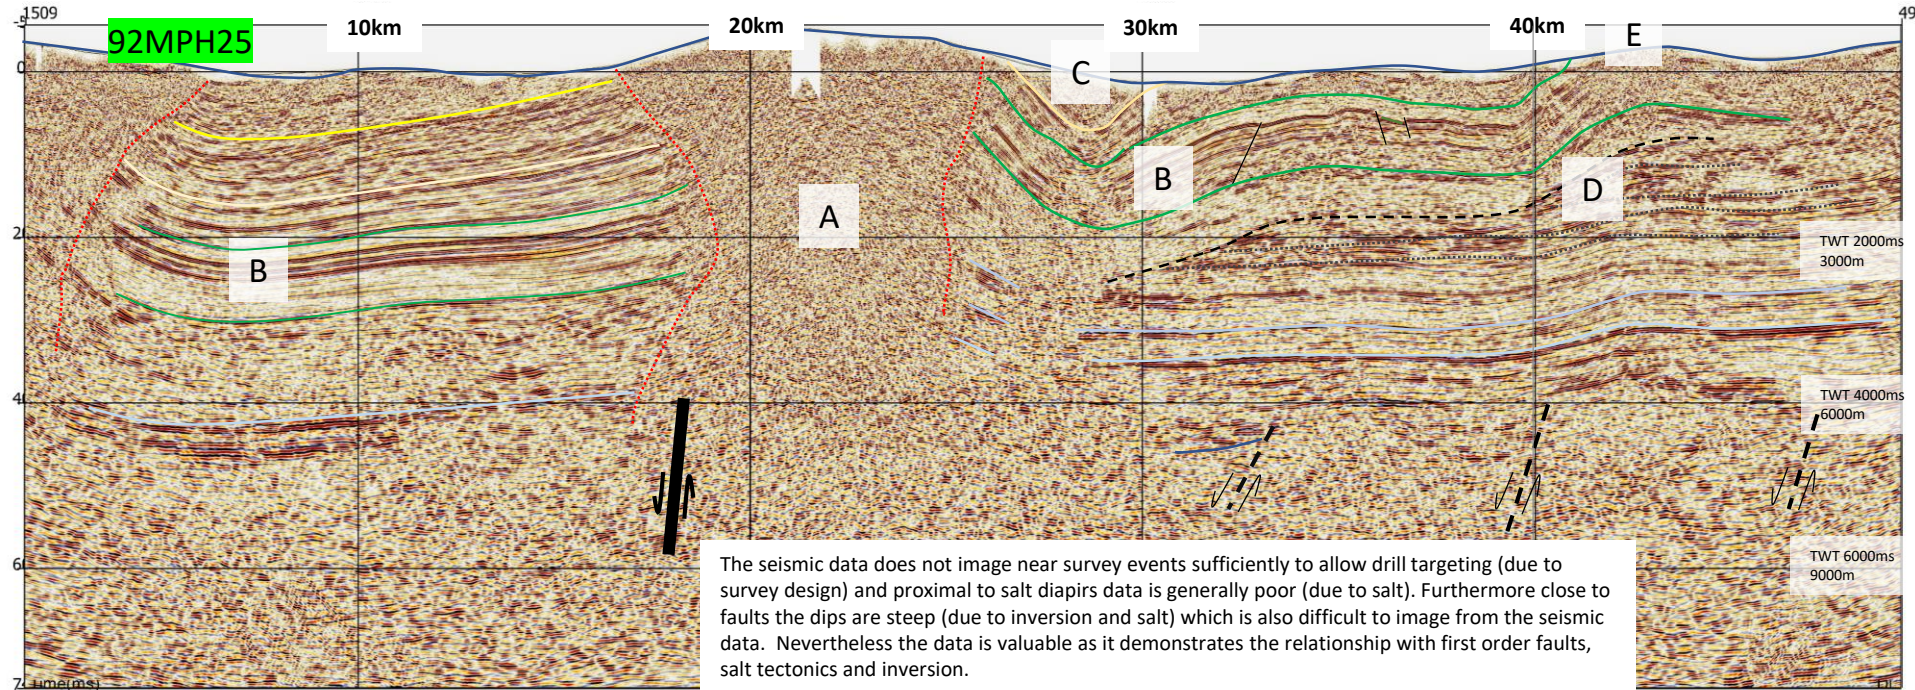 -1509
49
92MPH25
10km
20km
30km
40km
E
0
C
B
A
D
B
TWT 2000ms
3000m
TWT 4000ms
6000m
TWT 6000ms
9000m
The seismic data does not image near survey events sufficiently to allow drill targeting (due to
survey design) and proximal to salt diapirs data is generally poor (due to salt). Furthermore close to
faults the dips are steep (due to inversion and salt) which is also difficult to image from the seismic
data. Nevertheless the data is valuable as it demonstrates the relationship with first order faults,
salt tectonics and inversion.